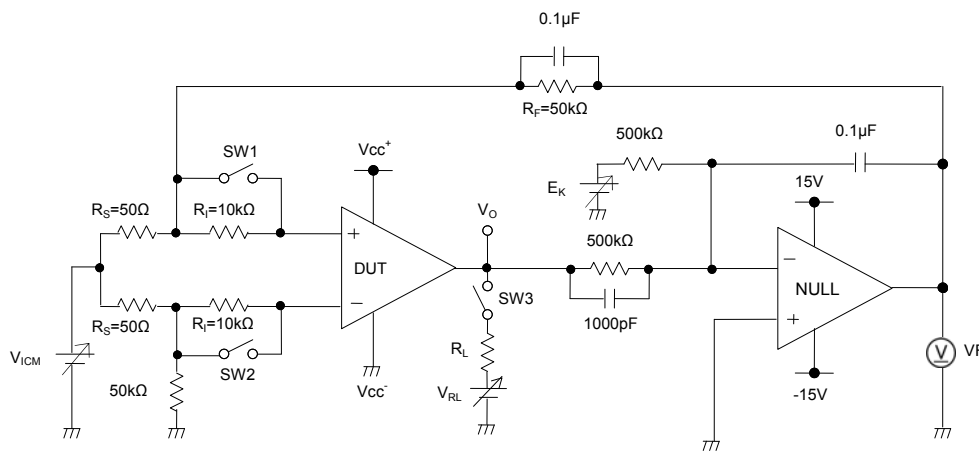 0.1µF
RF=50kΩ
500kΩ
0.1µF
SW1
Vcc+
EK
15V
RS=50Ω
RI=10kΩ
VO
500kΩ
+
DUT
−
−
NULL
+
SW3
RS=50Ω
RI=10kΩ
1000pF
VICM
SW2
RL
V
50kΩ
Vcc-
VRL
-15V